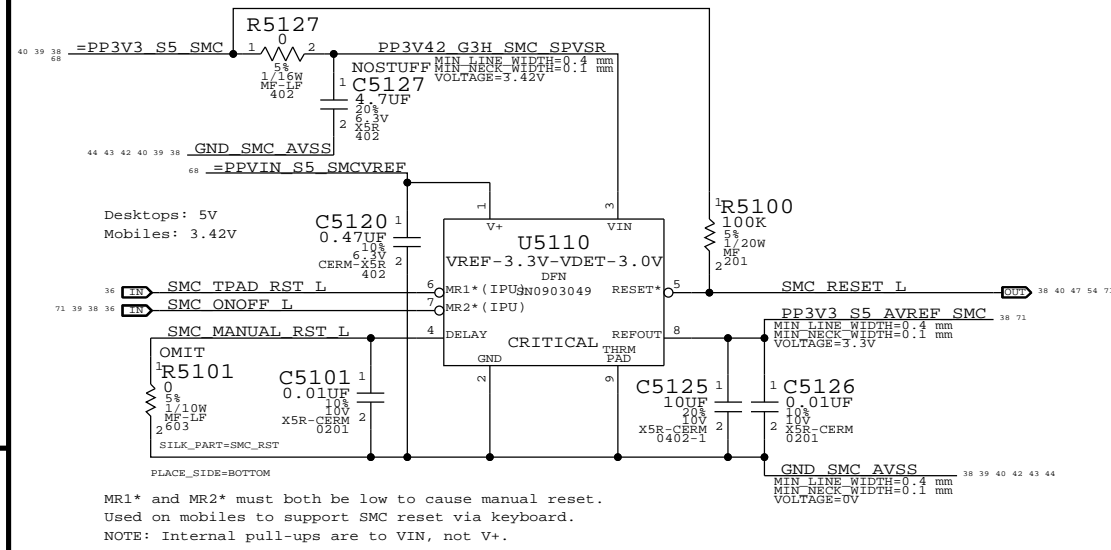 R5127
0
40 39 38
68
=PP3V3_S5_SMC
1 2
5%
1/16W
MF-LF
402
PP3V42_G3H_SMC_SPVSR
MIN_LINE_WIDTH=0.4 mm
MIN_NECK_WIDTH=0.1 mm
VOLTAGE=3.42V
NOSTUFF
1
C5127
4.7UF
20%
6.3V
X5R
402
2
44 43 42 40 39 38 GND_SMC_AVSS
68 =PPVIN_S5_SMCVREF
Desktops: 5V
Mobiles: 3.42V
C5120 1
0.47UF
10%
6.3V
CERM-X5R
402
2
1 3
V+ VIN
U5110
VREF-3.3V-VDET-3.0V
DFN
SN0903049
1
R5100
100K
5%
1/20W
MF
201
2
36 IN SMC_TPAD_RST_L 6 MR1*(IPU)
71 39 38 36 IN SMC_ONOFF_L 7 MR2*(IPU)
RESET* 5 SMC_RESET_L OUT 38 40 47 54 7
SMC_MANUAL_RST_L 4 DELAY
REFOUT 8
PP3V3_S5_AVREF_SMC 38 71
MIN_LINE_WIDTH=0.4 mm
MIN_NECK_WIDTH=0.1 mm
VOLTAGE=3.3V
CRITICAL
THRM
GND PAD
2 9
OMIT
1
R5101
0
5%
1/10W
MF-LF
603
2
SILK_PART=SMC_RST
PLACE_SIDE=BOTTOM
C5101 1
0.01UF
10%
10V
X5R-CERM
0201
2
C5125 1
10UF
20%
10V
X5R-CERM
0402-1
2
1 C5126
0.01UF
10%
10V
X5R-CERM
0201
2
GND_SMC_AVSS 38 39 40 42 43 44
MIN_LINE_WIDTH=0.4 mm
MIN_NECK_WIDTH=0.1 mm
VOLTAGE=0V
MR1* and MR2* must both be low to cause manual reset.
Used on mobiles to support SMC reset via keyboard.
NOTE: Internal pull-ups are to VIN, not V+.